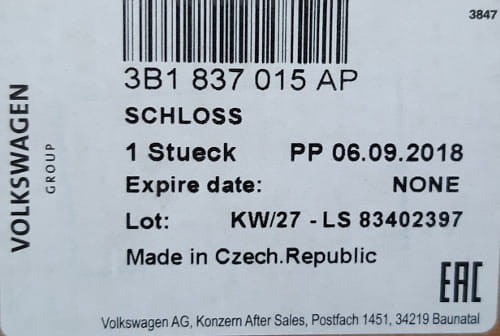 3847
3B1 837 015 AP
SCHLOSS
1 Stueck PP 06.09.2018
Expire date: NONE
Lot: KW/27 - LS 83402397
Made in Czech.Republic
VOLKSWAGEN
GROUP
EAC
Volkswagen AG, Konzern After Sales, Postfach 1451, 34219 Baunatal